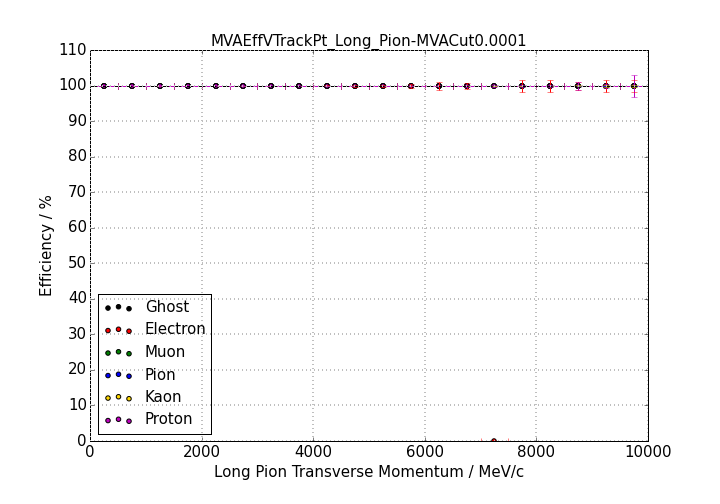 MVAEffVTrackPt_Long_Pion-MVACut0.0001
110
100
90
80
70
60
50
40
30
20
10
0
Efficiency / %
Ghost
Electron
Muon
Pion
Kaon
Proton
0 2000 4000 6000 8000 10000
Long Pion Transverse Momentum / MeV/c